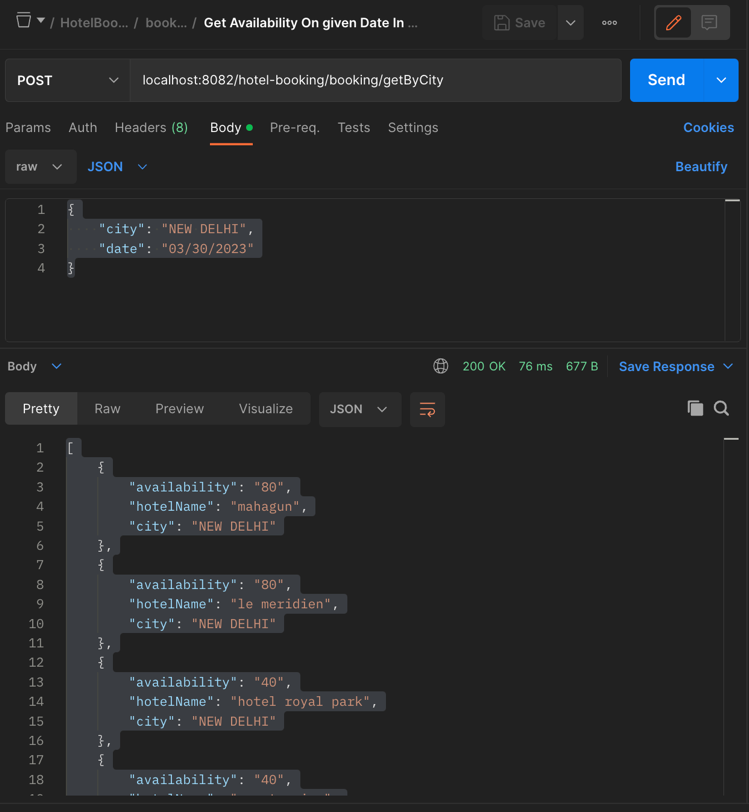 / HotelBoo... / book... / Get Availability On given Date In ...
Save
POST
localhost:8082/hotel-booking/booking/getByCity
Send
Params Auth Headers (8) Body Pre-req. Tests Settings Cookies
raw JSON Beautify
1 {
2 "city": "NEW DELHI",
3 "date": "03/30/2023"
4 }
Body 200 OK 76 ms 677 B Save Response
Pretty Raw Preview Visualize JSON
1 [
2 {
3 "availability": "80",
4 "hotelName": "mahagun",
5 "city": "NEW DELHI"
6 },
7 {
8 "availability": "80",
9 "hotelName": "le meridien",
10 "city": "NEW DELHI"
11 },
12 {
13 "availability": "40",
14 "hotelName": "hotel royal park",
15 "city": "NEW DELHI"
16 },
17 {
18 "availability": "40",